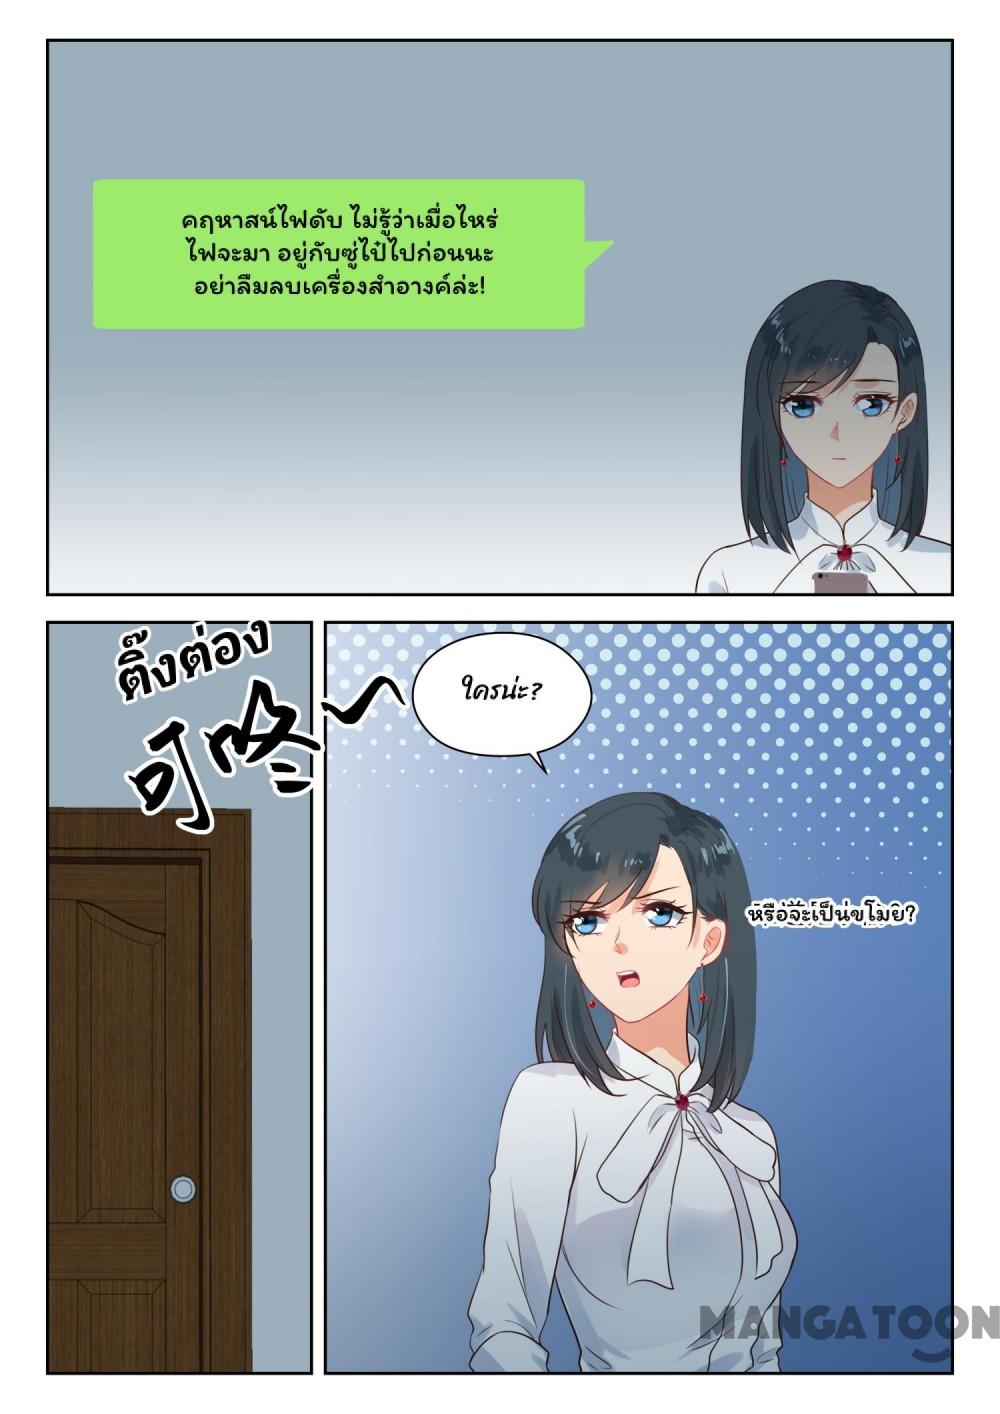 คฤหาสน์ไฟดับ ไม่รู้ว่าเมื่อไหร่
ไฟจะมา อยู่กับซู่ไป๋ไปก่อนนะ
อย่าลืมลบเครื่องสำอางค์ล่ะ!
ติ๊งต่อง
叮咚
ใครน่ะ?
หรือจะเป็นขโมย?
MANGATOON